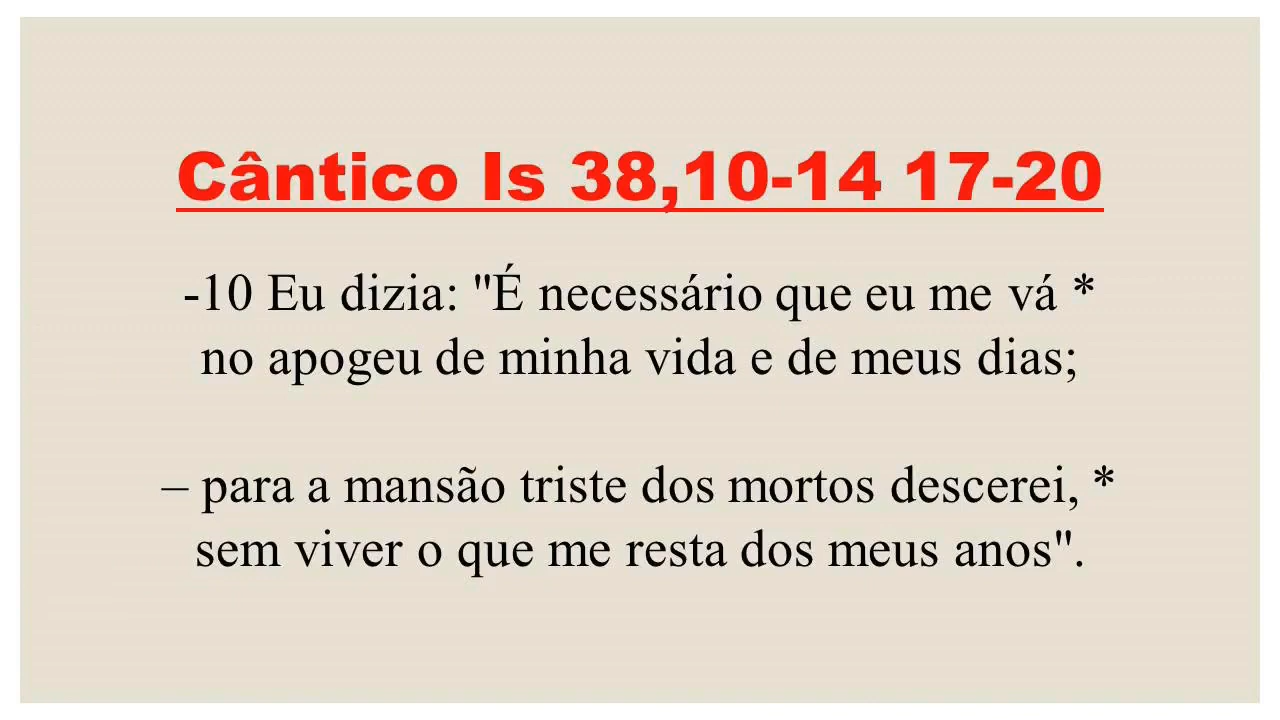 Cântico Is 38,10-14 17-20
-10 Eu dizia: "É necessário que eu me vá *
no apogeu de minha vida e de meus dias;
– para a mansão triste dos mortos descerei, *
sem viver o que me resta dos meus anos".